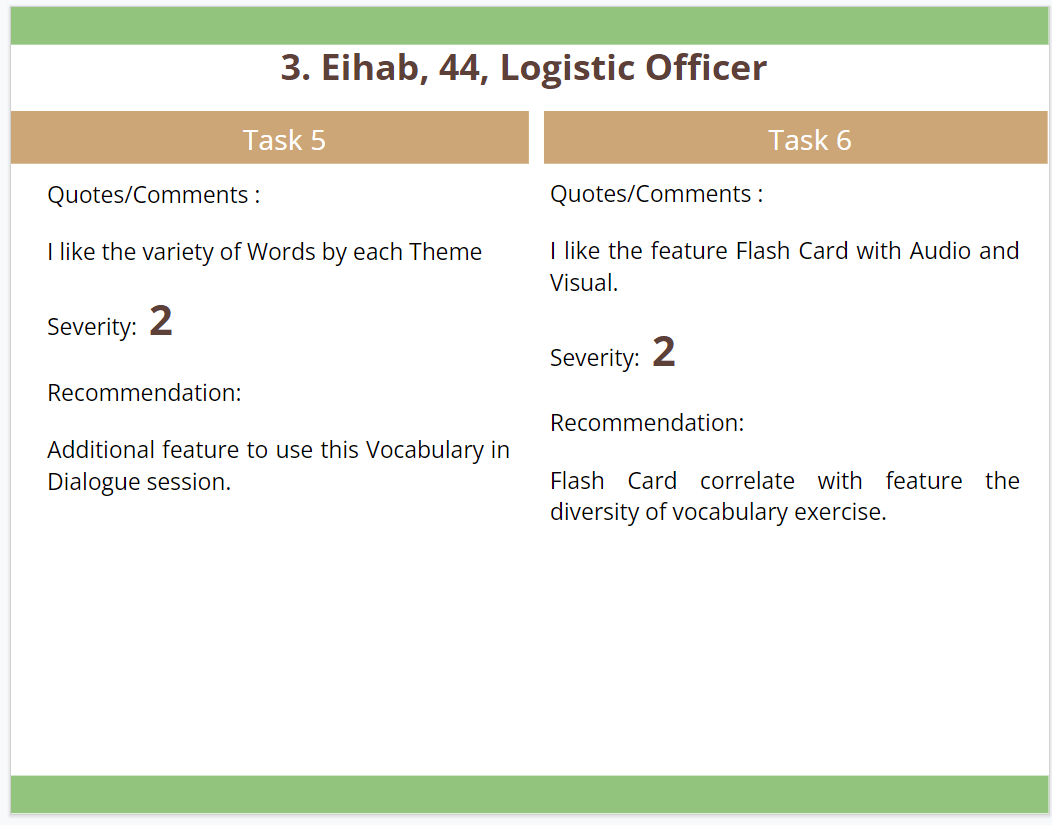 3. Eihab, 44, Logistic Officer
Task 5
Quotes/Comments :
I like the variety of Words by each Theme
Severity: 2
Recommendation:
Additional feature to use this Vocabulary in
Dialogue session.
Task 6
Quotes/Comments :
I like the feature Flash Card with Audio and
Visual.
Severity: 2
Recommendation:
Flash Card correlate with feature the
diversity of vocabulary exercise.